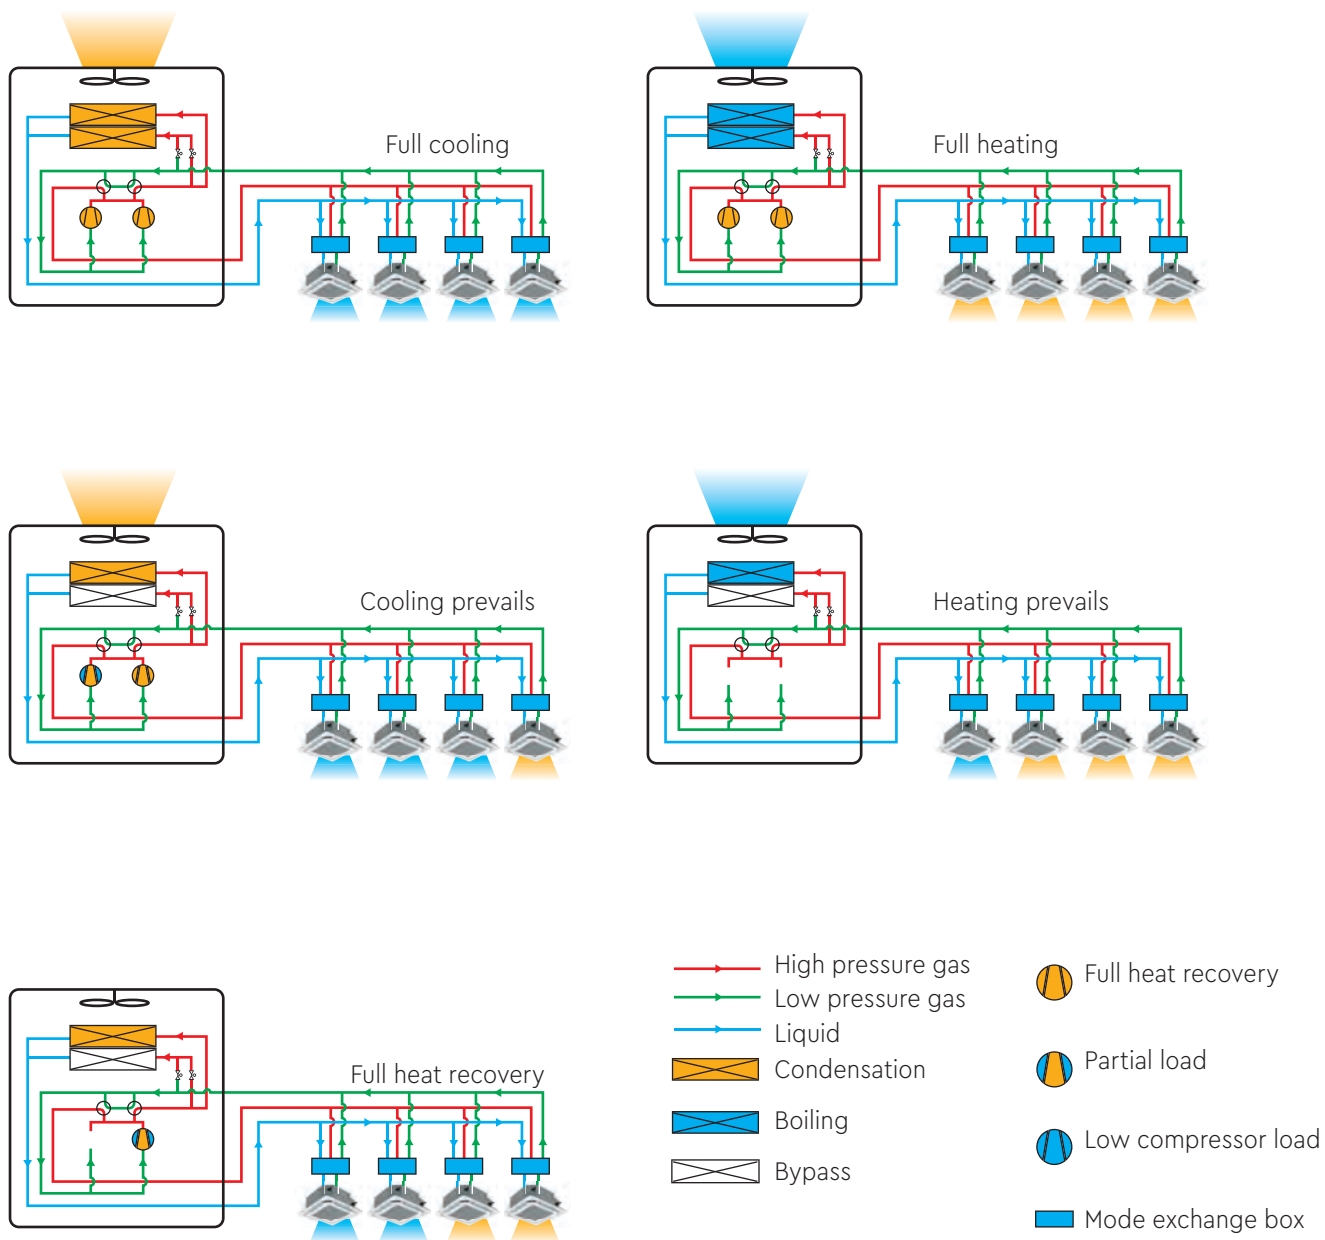 Full cooling
Full heating
Cooling prevails
Heating prevails
Full heat recovery
High pressure gas
Low pressure gas
Liquid
Condensation
Boiling
Bypass
Full heat recovery
Partial load
Low compressor load
Mode exchange box